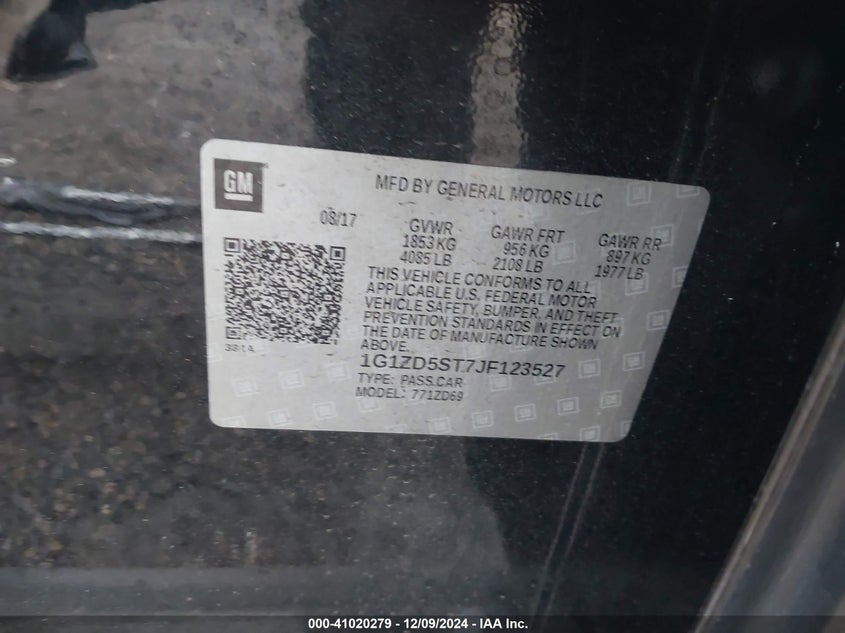 GM
MFD BY GENERAL MOTORS LLC
08/17
GVWR
1853 KG
4085 LB
GAWR FRT
956 KG
2108 LB
GAWR RR
897 KG
1977 LB
THIS VEHICLE CONFORMS TO ALL
APPLICABLE U.S. FEDERAL MOTOR
VEHICLE SAFETY, BUMPER, AND THEFT
PREVENTION STANDARDS IN EFFECT ON
THE DATE OF MANUFACTURE SHOWN
ABOVE.
3814
1G1ZD5ST7JF123527
TYPE: PASS.CAR
MODEL: 771ZD69
000-41020279 - 12/09/2024 - IAA Inc.